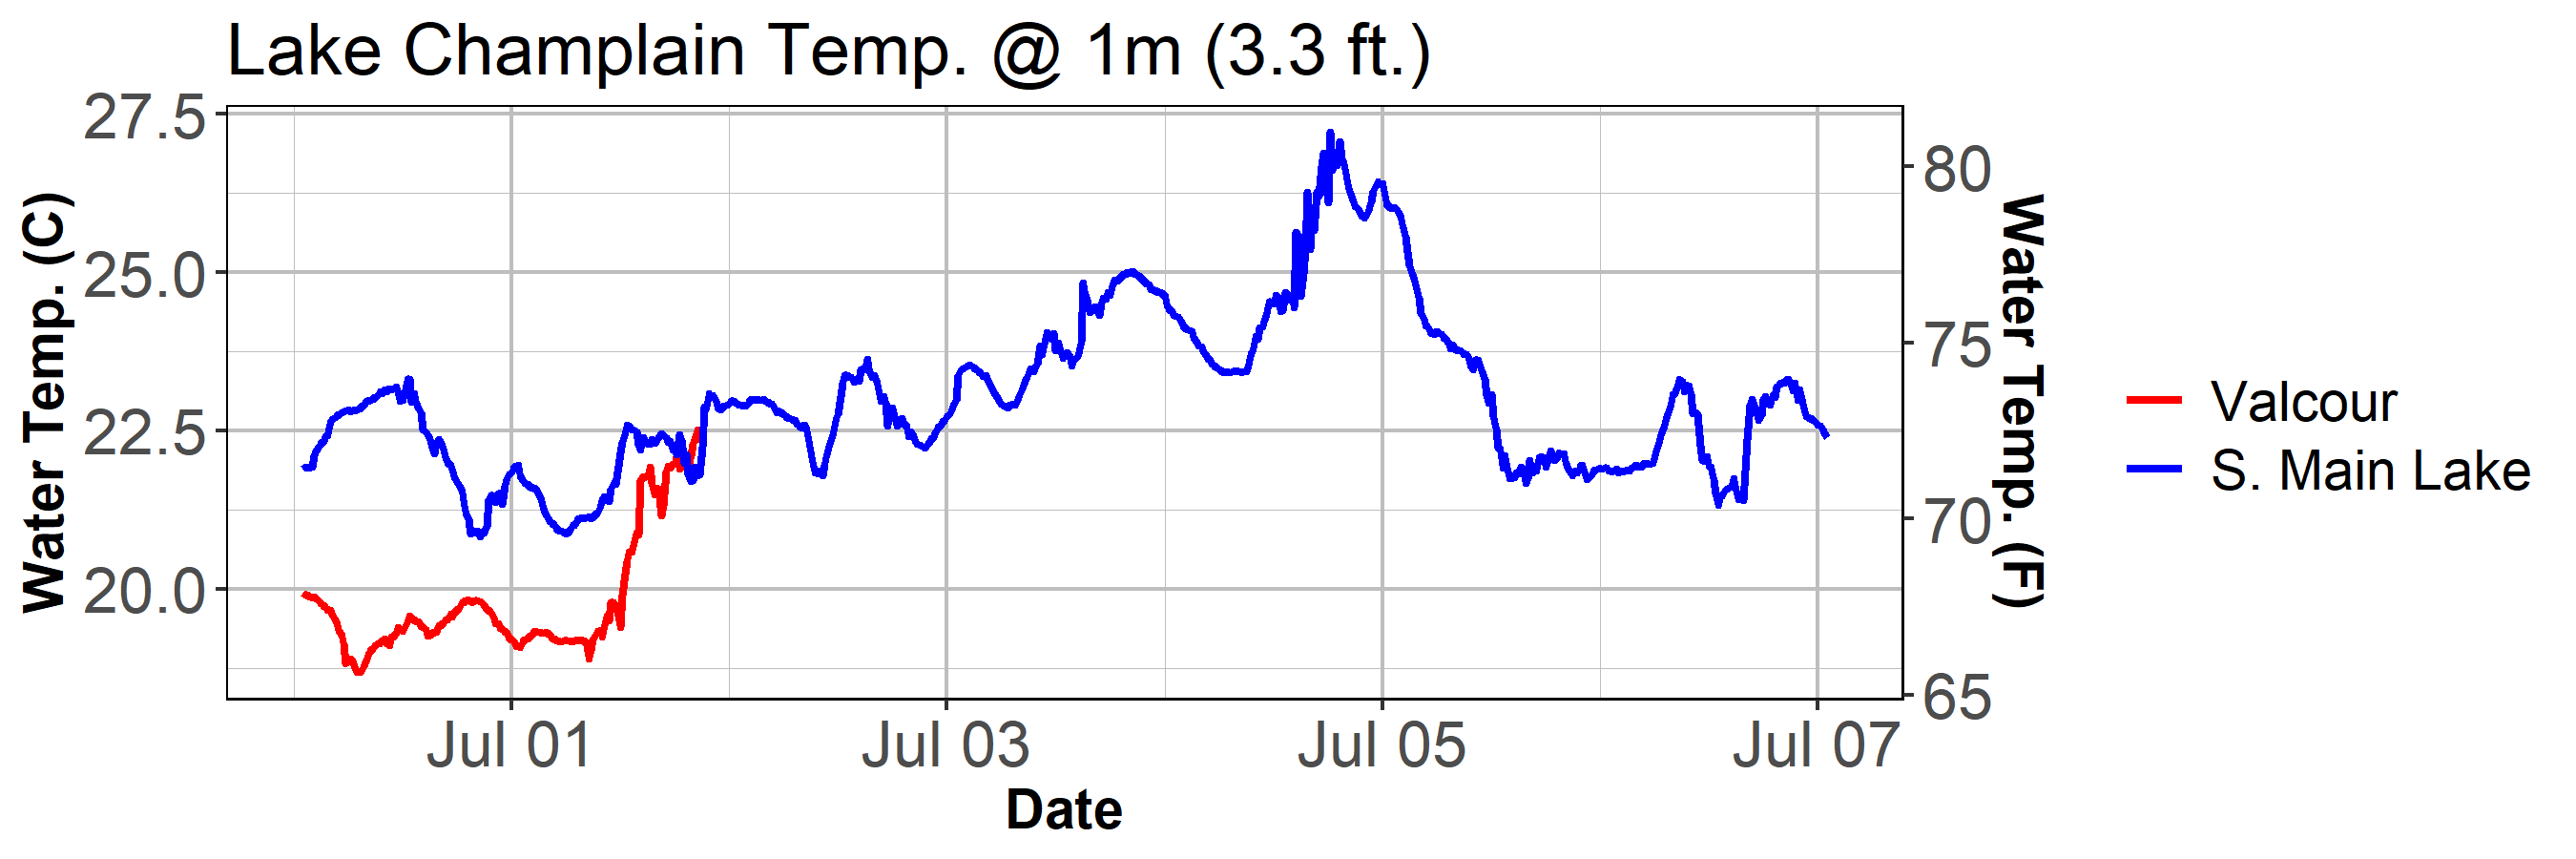 Lake Champlain Temp. @ 1m (3.3 ft.)
Water Temp. (C)
27.5
25.0
22.5
20.0
80
75
70
65
Water Temp. (F)
Jul 01
Jul 03
Jul 05
Jul 07
Date
Valcour
S. Main Lake